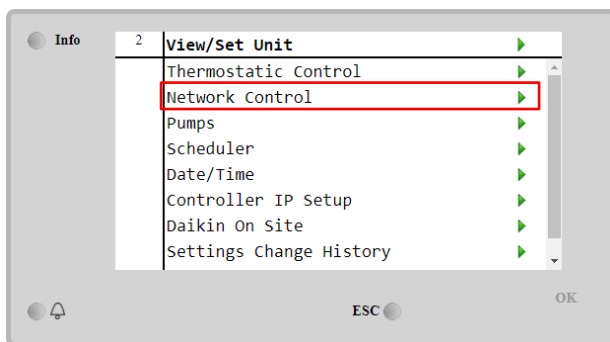 Info
2 View/Set Unit
Thermostatic Control
Network Control
Pumps
Scheduler
Date/Time
Controller IP Setup
Daikin On Site
Settings Change History
ESC
OK